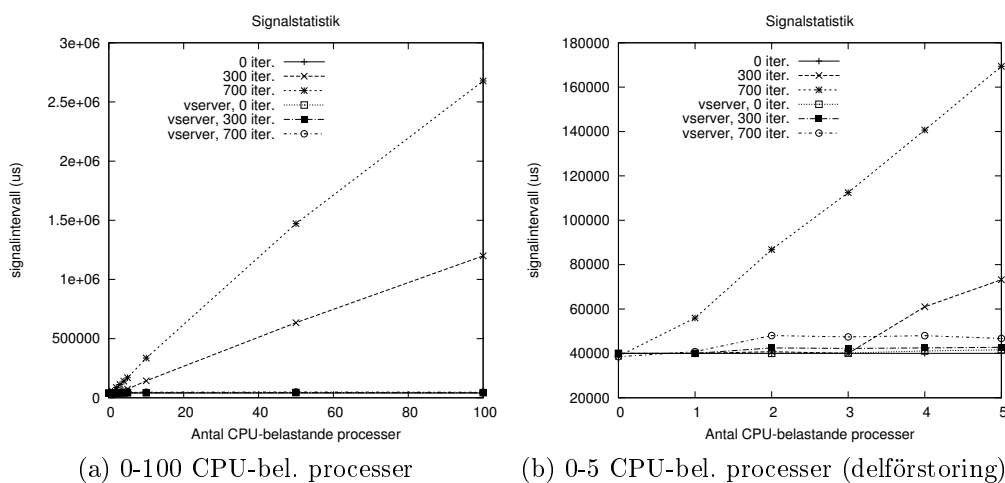 Signalstatistik
3e+06
2.5e+06
2e+06
1.5e+06
1e+06
500000
0
0 20 40 60 80 100
signalintervall (us)
Antal CPU-belastande processer
0 iter.
300 iter.
700 iter.
vserver, 0 iter.
vserver, 300 iter.
vserver, 700 iter.
(a) 0-100 CPU-bel. processer
Signalstatistik
180000
160000
140000
120000
100000
80000
60000
40000
20000
0 1 2 3 4 5
signalintervall (us)
Antal CPU-belastande processer
0 iter.
300 iter.
700 iter.
vserver, 0 iter.
vserver, 300 iter.
vserver, 700 iter.
(b) 0-5 CPU-bel. processer (delförstoring)